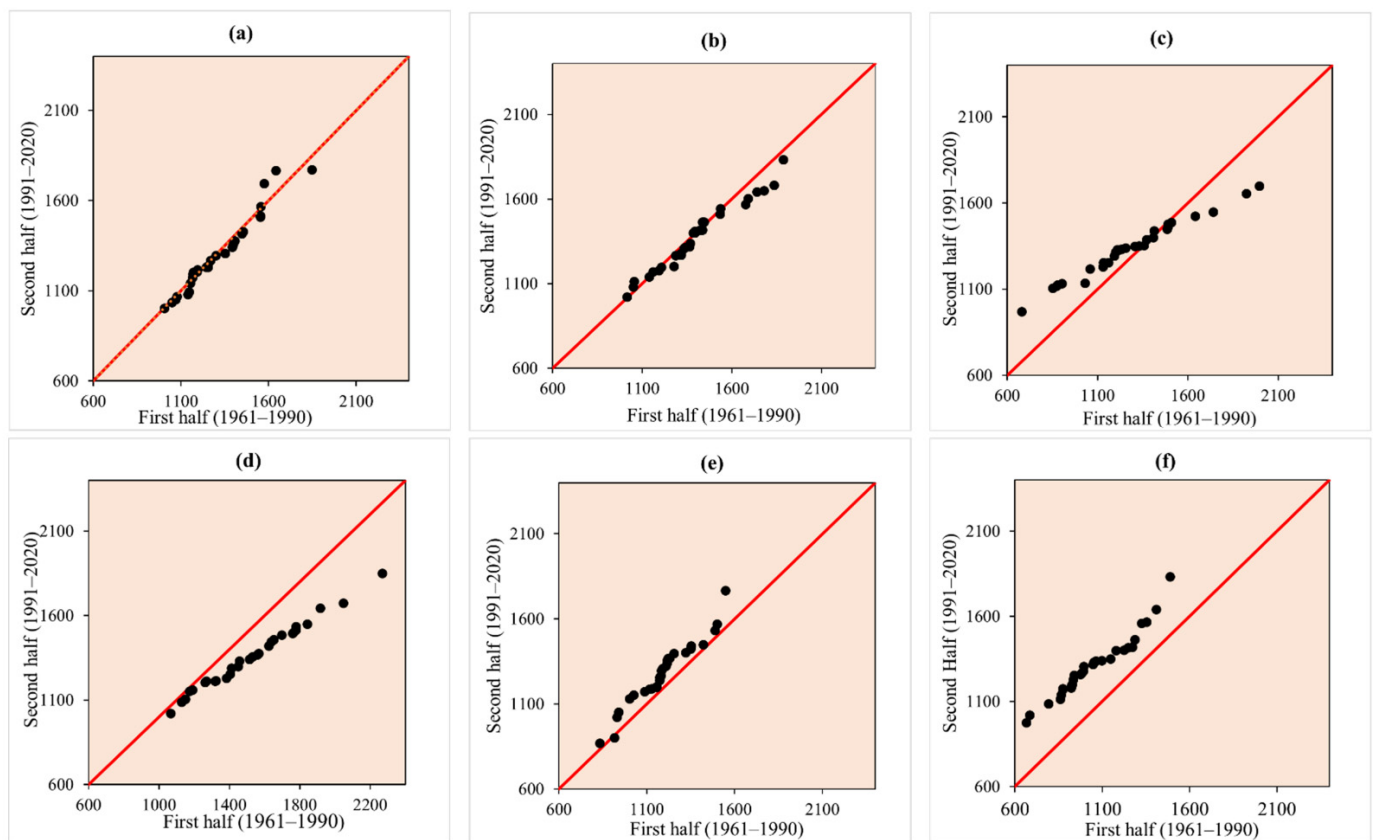 (a)
Second half (1991–2020)
2100
1600
1100
600
600 1100 1600 2100
First half (1961–1990)
(b)
Second half (1991–2020)
2100
1600
1100
600
600 1100 1600 2100
First half (1961–1990)
(c)
Second half (1991–2020)
2100
1600
1100
600
600 1100 1600 2100
First half (1961–1990)
(d)
Second half (1991–2020)
2100
1600
1100
600
600 1000 1400 1800 2200
First half (1961–1990)
(e)
Second half (1991–2020)
2100
1600
1100
600
600 1100 1600 2100
First half (1961–1990)
(f)
Second Half (1991–2020)
2100
1600
1100
600
600 1100 1600 2100
First half (1961–1990)